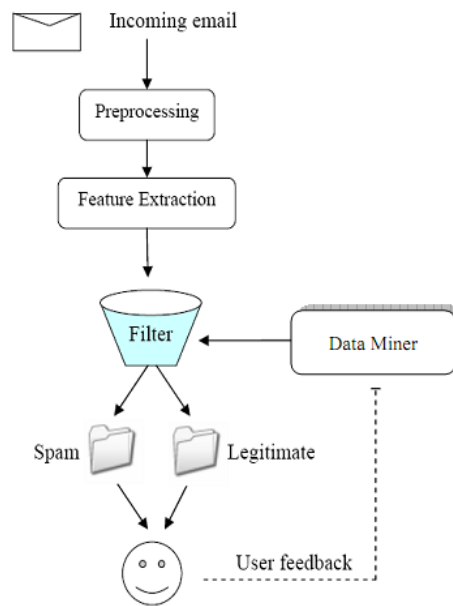 Incoming email
Preprocessing
Feature Extraction
Filter
Data Miner
Spam
Legitimate
User feedback